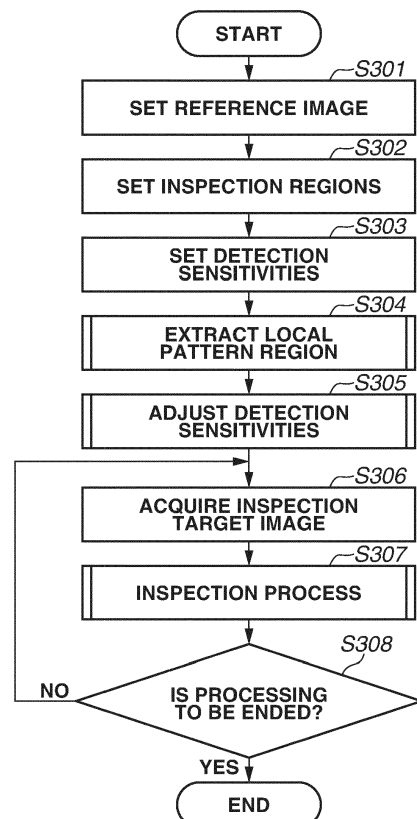 START
S301
SET REFERENCE IMAGE
S302
SET INSPECTION REGIONS
S303
SET DETECTION
SENSITIVITIES
S304
EXTRACT LOCAL
PATTERN REGION
S305
ADJUST DETECTION
SENSITIVITIES
S306
ACQUIRE INSPECTION
TARGET IMAGE
S307
INSPECTION PROCESS
S308
IS PROCESSING
TO BE ENDED?
NO
YES
END